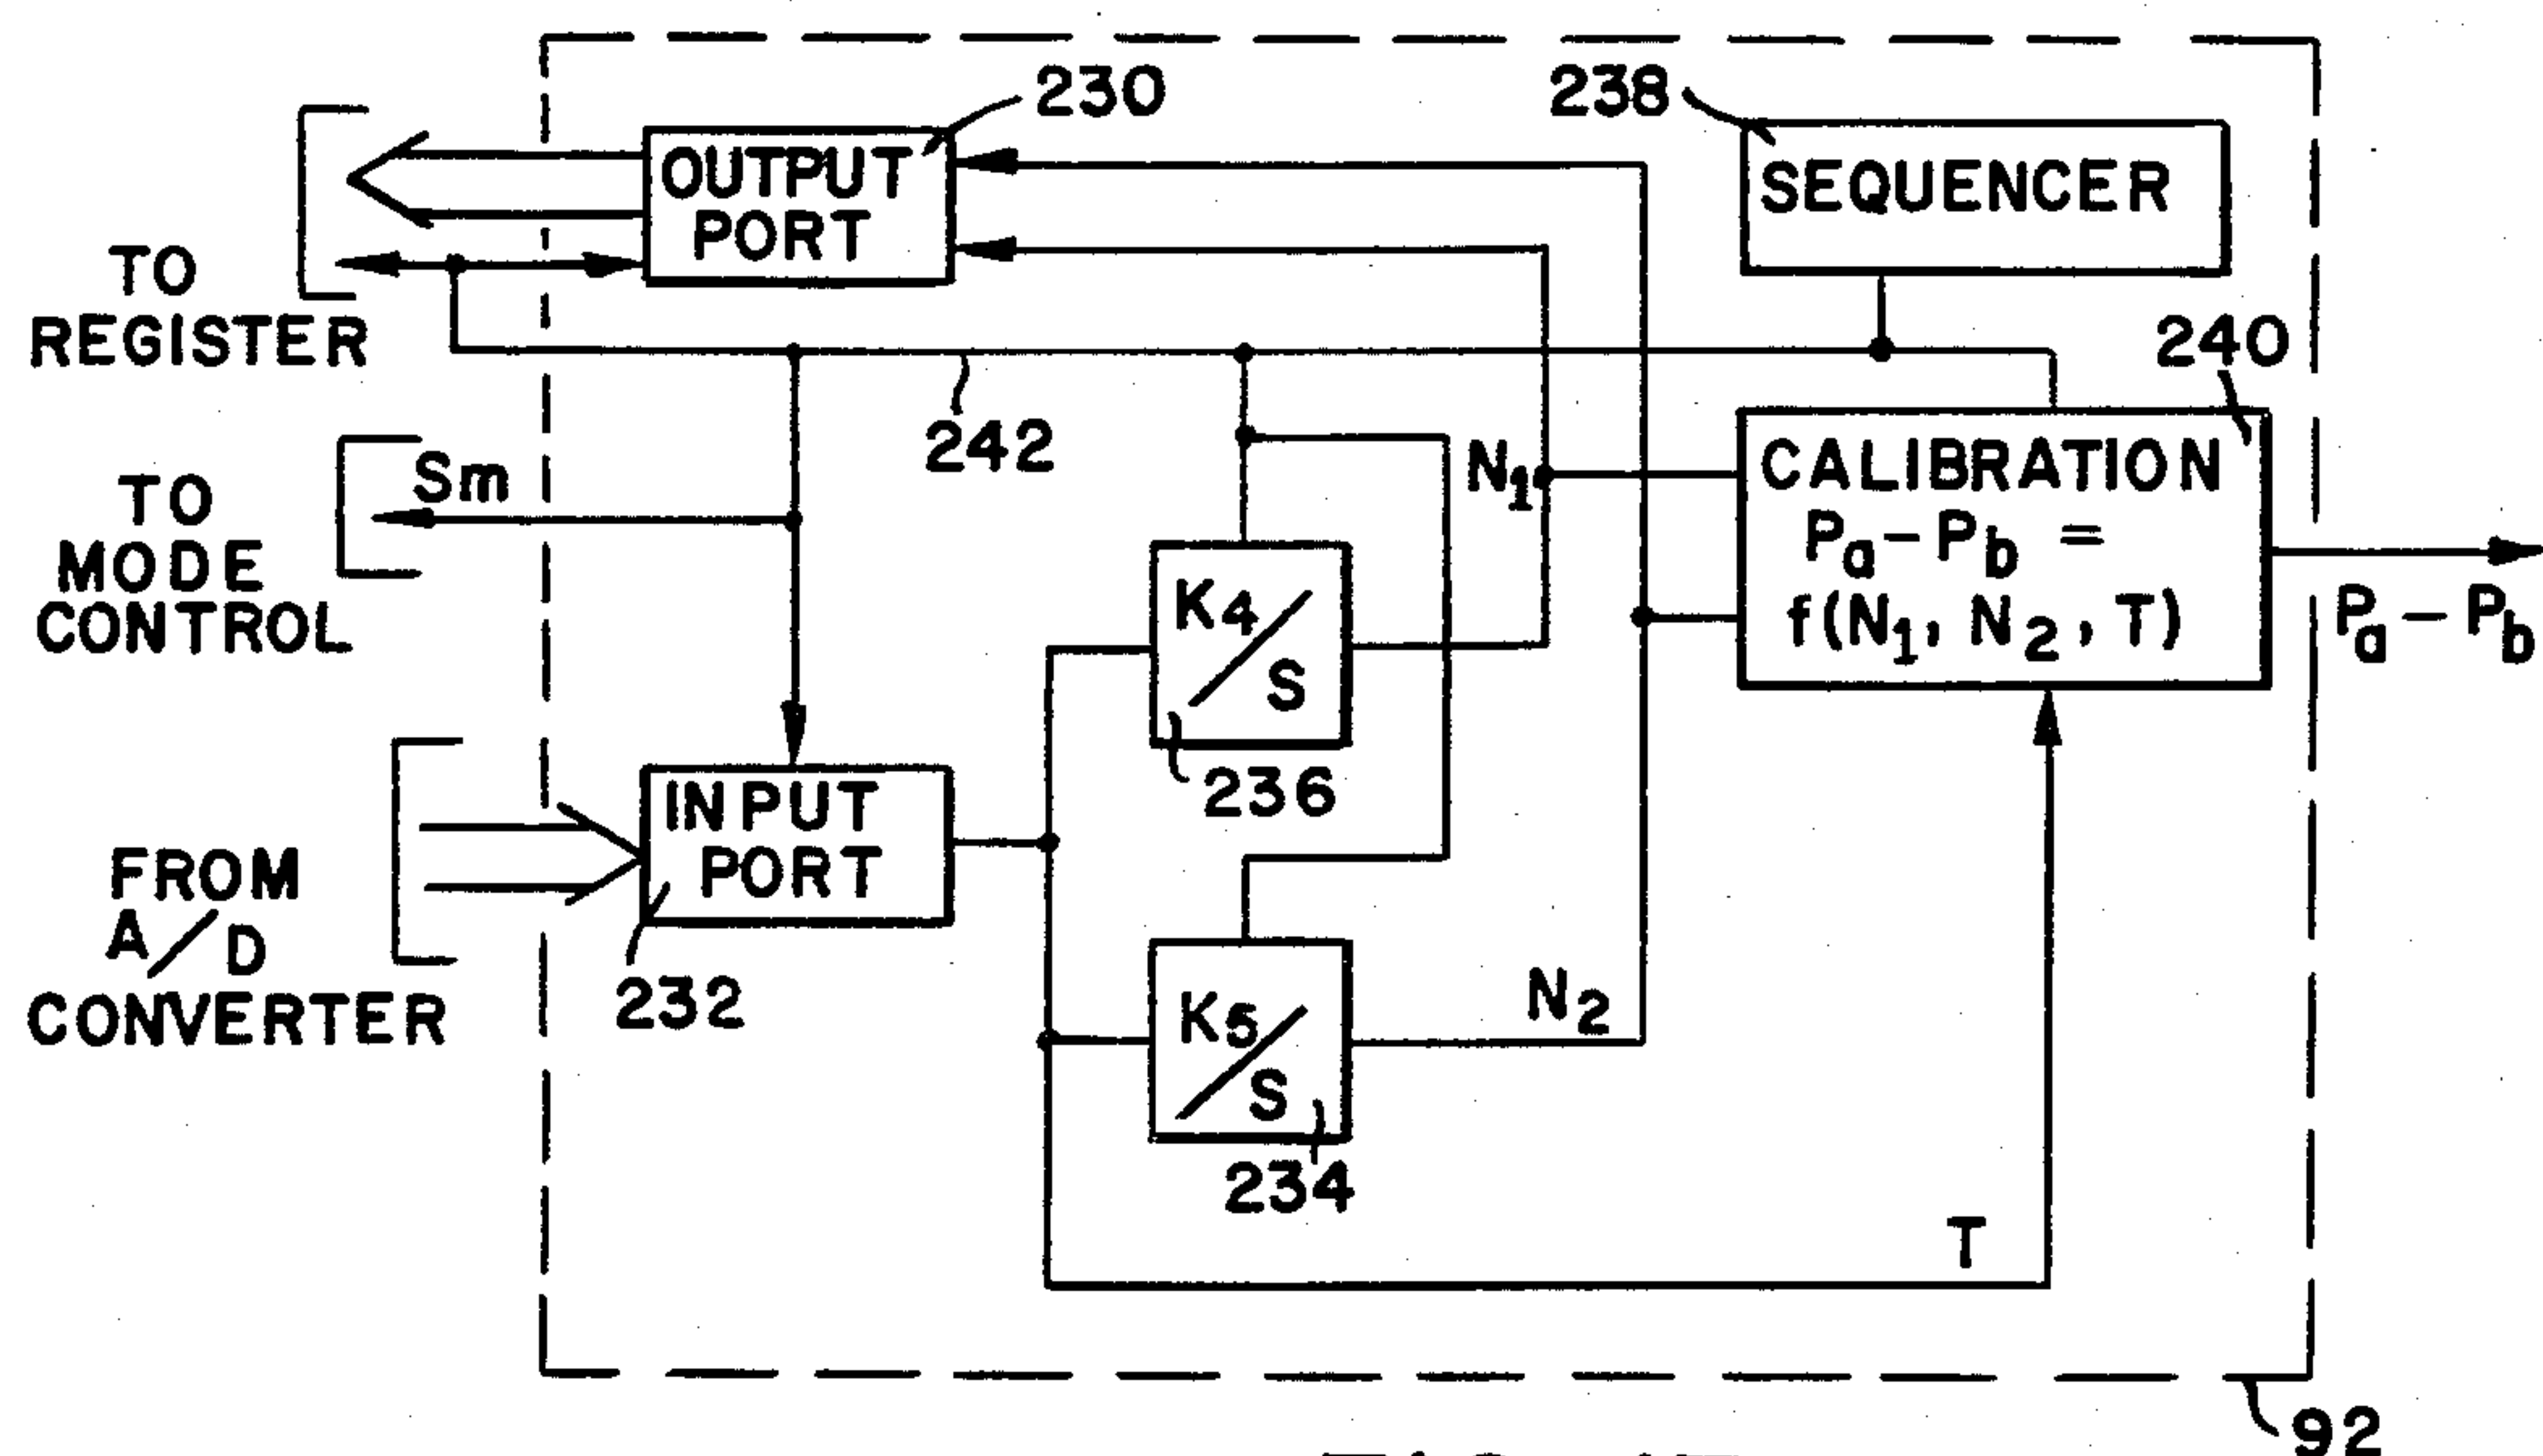 230
238
OUTPUT
PORT
SEQUENCER
TO
REGISTER
240
242
TO
MODE
CONTROL
Sm
N1
CALIBRATION
Pa-Pb =
f(N1, N2, T)
Pa-Pb
K4/S
236
INPUT
PORT
FROM
A/D
CONVERTER
232
K5/S
N2
234
T
92